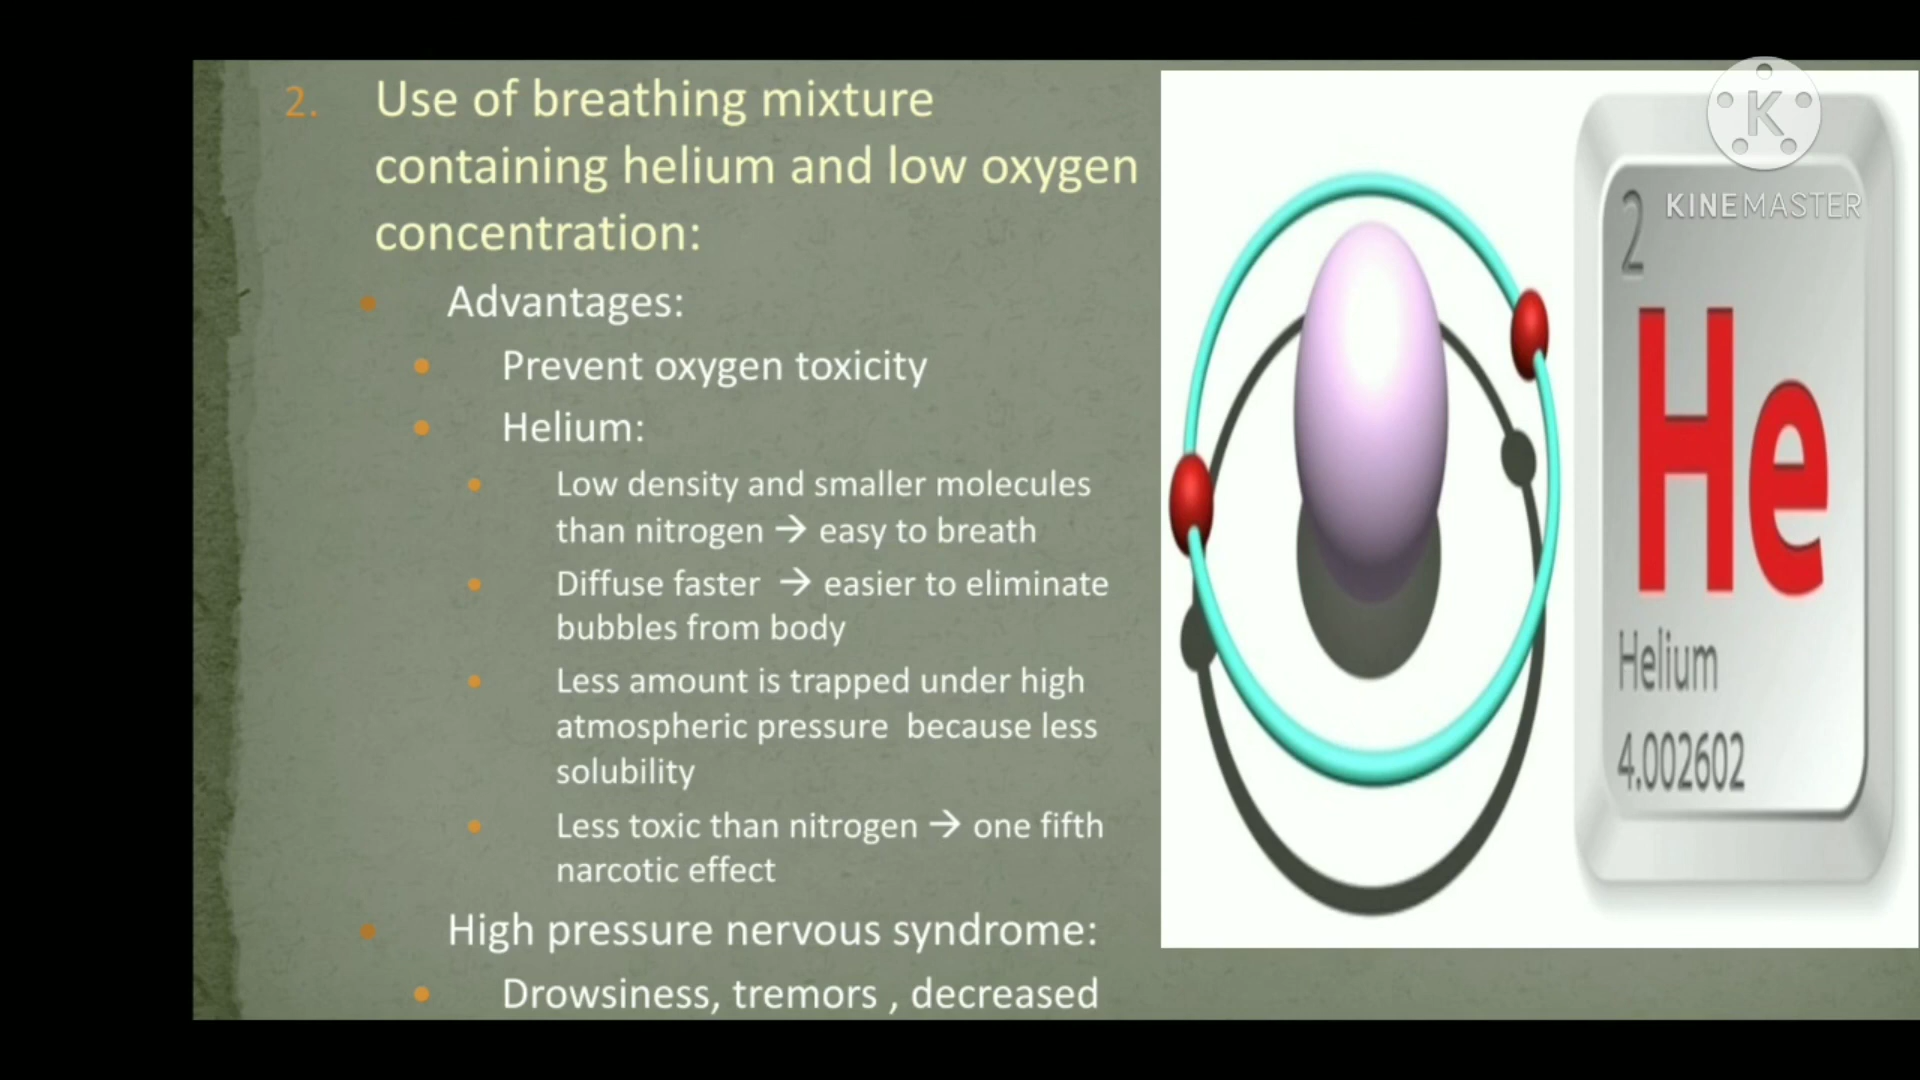 2. Use of breathing mixture
containing helium and low oxygen
concentration:
Advantages:
Prevent oxygen toxicity
Helium:
Low density and smaller molecules
than nitrogen → easy to breath
Diffuse faster → easier to eliminate
bubbles from body
Less amount is trapped under high
atmospheric pressure because less
solubility
Less toxic than nitrogen → one fifth
narcotic effect
High pressure nervous syndrome:
Drowsiness, tremors , decreased
K
KINEMASTER
2
He
Helium
4.002602